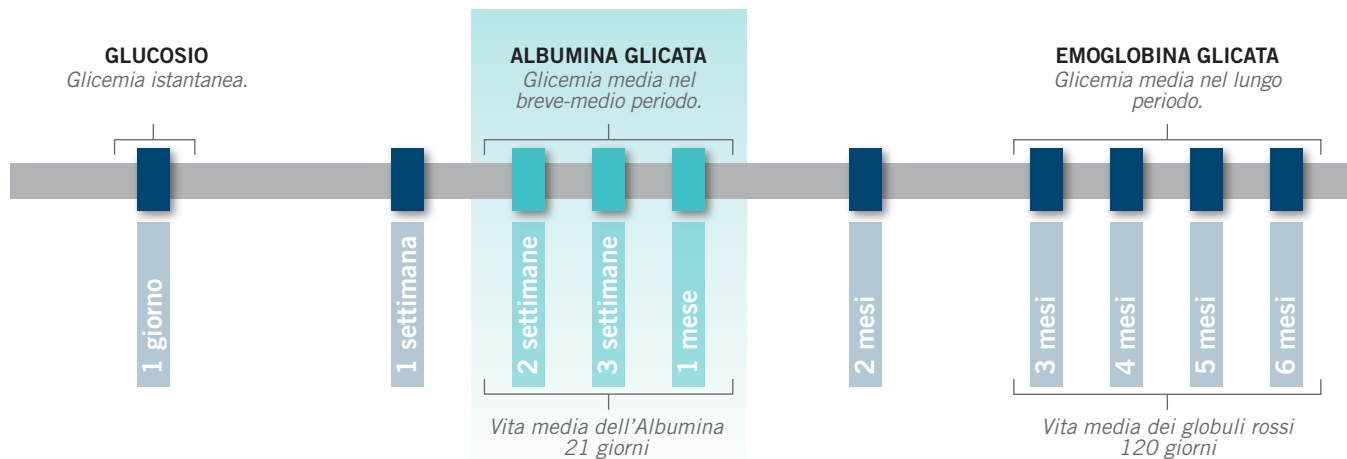 GLUCOSIO
Glicemia istantanea.
ALBUMINA GLICATA
Glicemia media nel
breve-medio periodo.
EMOGLOBINA GLICATA
Glicemia media nel lungo
periodo.
1 giorno
1 settimana
2 settimane
3 settimane
1 mese
2 mesi
3 mesi
4 mesi
5 mesi
6 mesi
Vita media dell'Albumina
21 giorni
Vita media dei globuli rossi
120 giorni